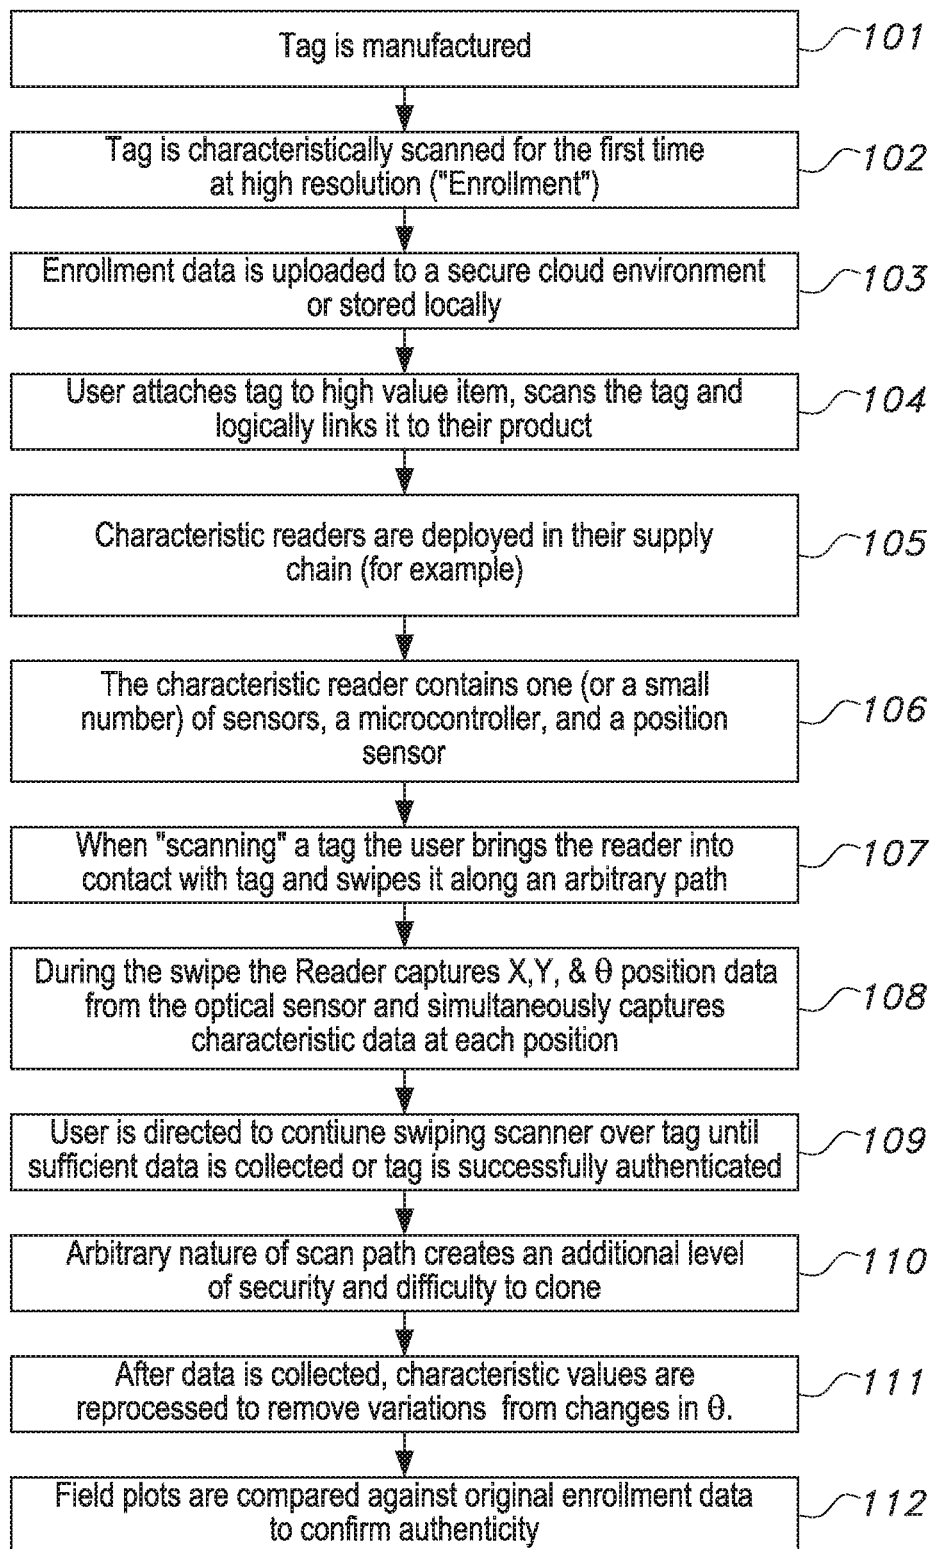 Tag is manufactured
101
Tag is characteristically scanned for the first time
at high resolution ("Enrollment")
102
Enrollment data is uploaded to a secure cloud environment
or stored locally
103
User attaches tag to high value item, scans the tag and
logically links it to their product
104
Characteristic readers are deployed in their supply
chain (for example)
105
The characteristic reader contains one (or a small
number) of sensors, a microcontroller, and a position
sensor
106
When "scanning" a tag the user brings the reader into
contact with tag and swipes it along an arbitrary path
107
During the swipe the Reader captures X,Y, & θ position data
from the optical sensor and simultaneously captures
characteristic data at each position
108
User is directed to contiune swiping scanner over tag until
sufficient data is collected or tag is successfully authenticated
109
Arbitrary nature of scan path creates an additional level
of security and difficulty to clone
110
After data is collected, characteristic values are
reprocessed to remove variations from changes in θ.
111
Field plots are compared against original enrollment data
to confirm authenticity
112